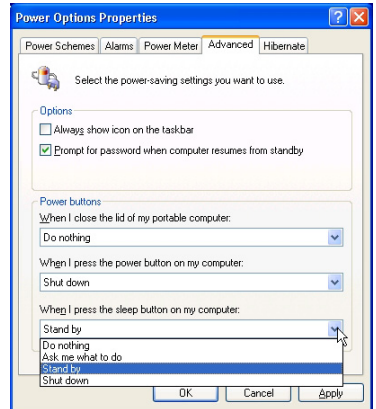 Power Options Properties
Power Schemes Alarms Power Meter Advanced Hibernate
Select the power-saving settings you want to use.
Options
Always show icon on the taskbar
Prompt for password when computer resumes from standby
Power buttons
When I close the lid of my portable computer:
Do nothing
When I press the power button on my computer:
Shut down
When I press the sleep button on my computer:
Stand by
Do nothing
Ask me what to do
Stand by
Shut down
OK Cancel Apply